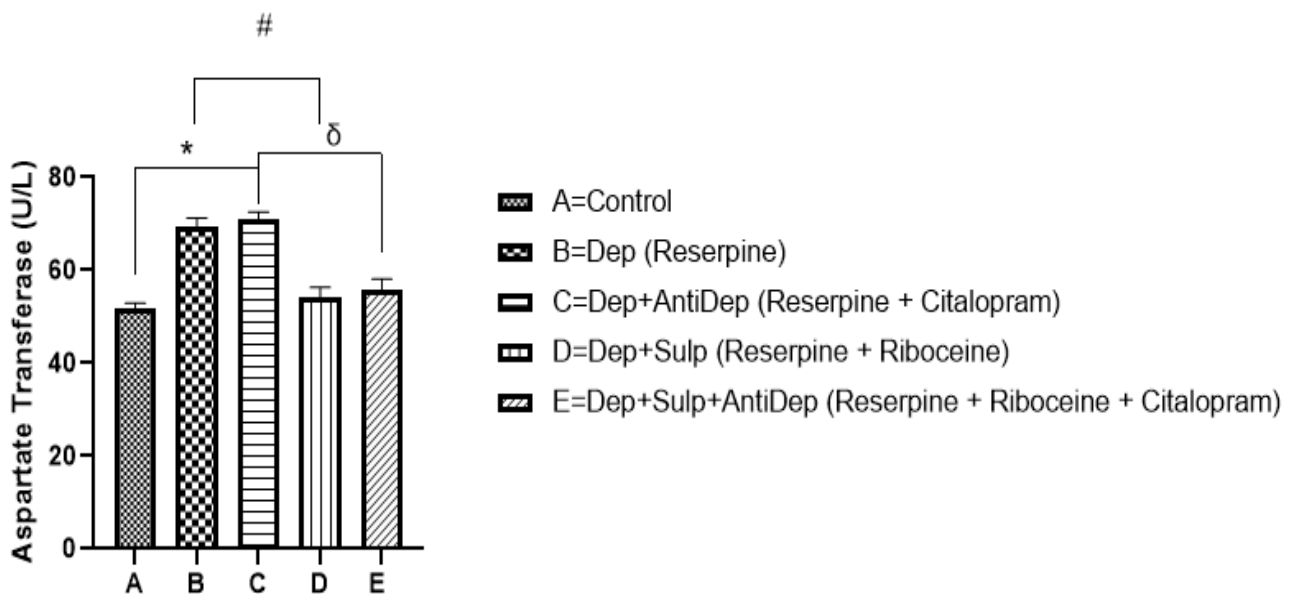 #
* δ
Aspartate Transferase (U/L)
80
60
40
20
0
A B C D E
A=Control
B=Dep (Reserpine)
C=Dep+AntiDep (Reserpine + Citalopram)
D=Dep+Sulp (Reserpine + Riboceine)
E=Dep+Sulp+AntiDep (Reserpine + Riboceine + Citalopram)